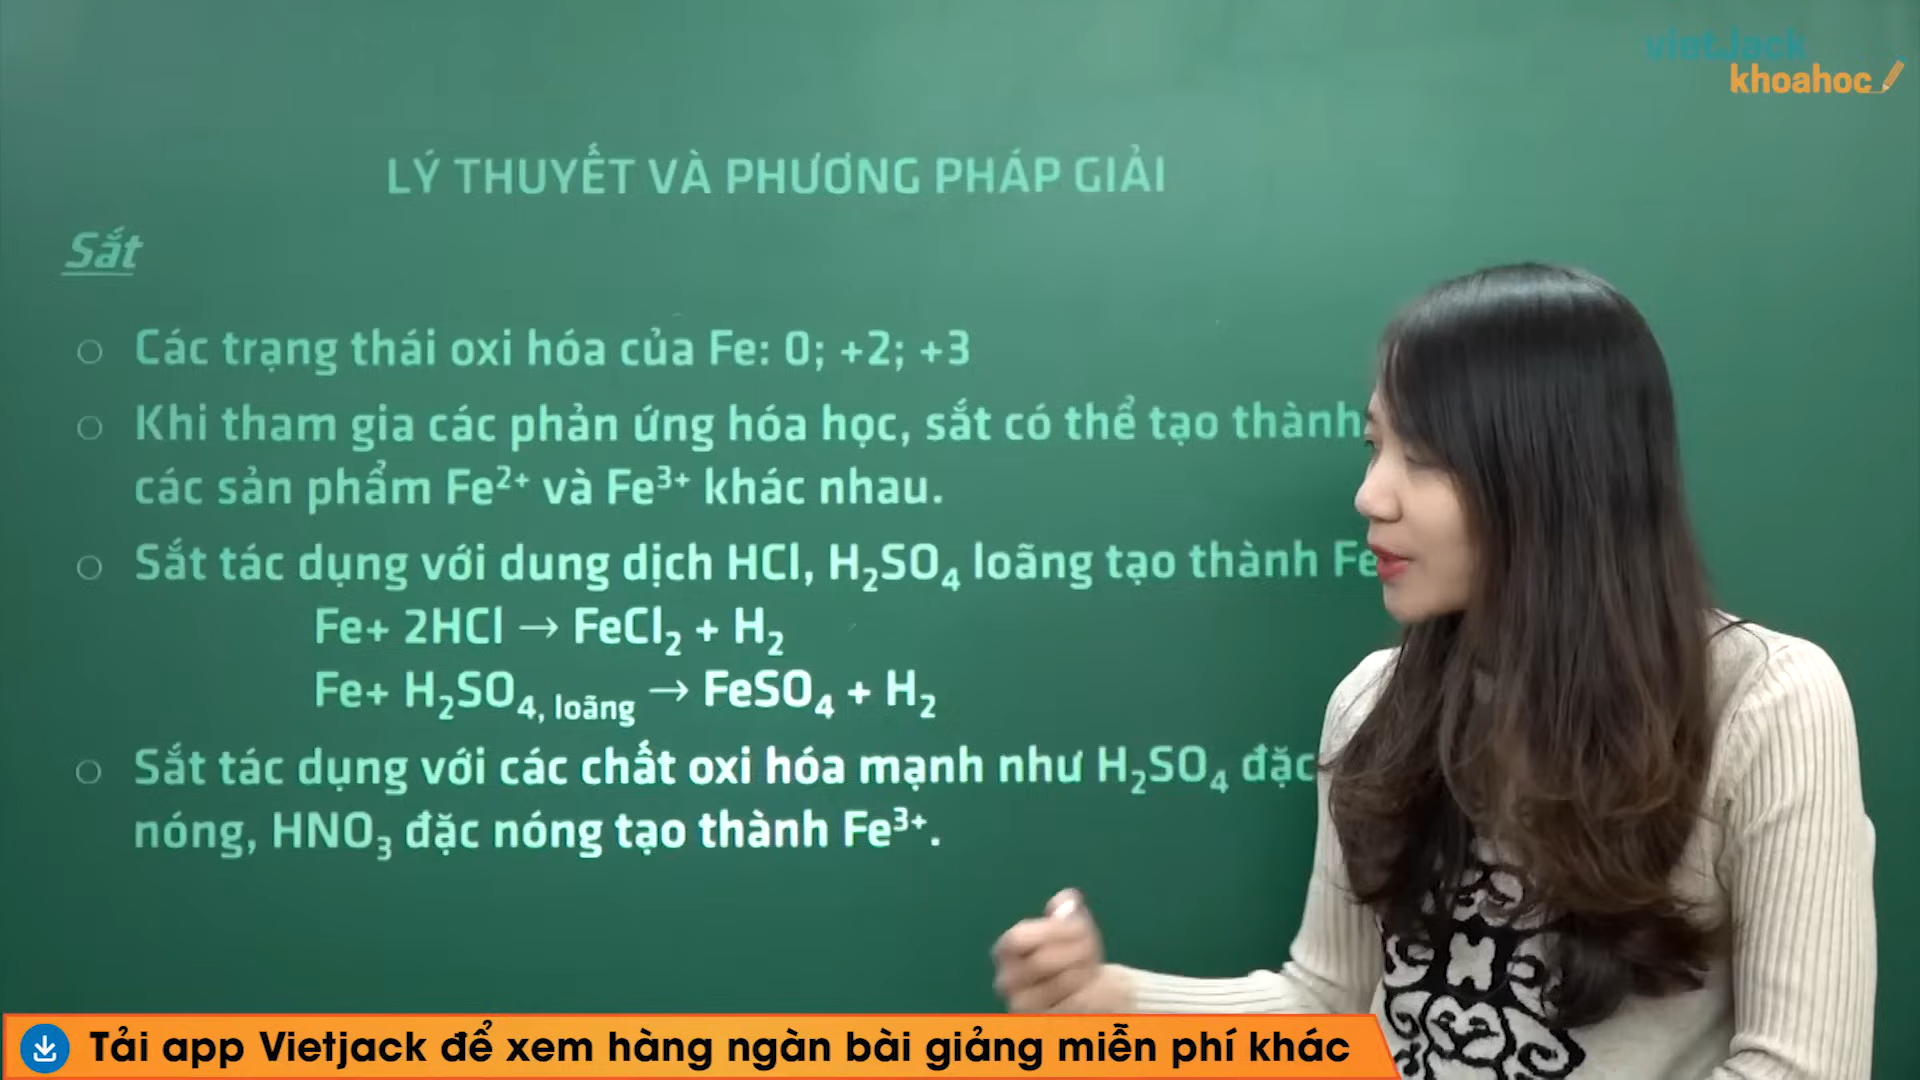 vietJack
khoahoc
LÝ THUYẾT VÀ PHƯƠNG PHÁP GIẢI
Sắt
Các trạng thái oxi hóa của Fe: 0; +2; +3
Khi tham gia các phản ứng hóa học, sắt có thể tạo thành
các sản phẩm Fe²⁺ và Fe³⁺ khác nhau.
Sắt tác dụng với dung dịch HCl, H₂SO₄ loãng tạo thành Fe
Fe+ 2HCl → FeCl₂ + H₂
Fe+ H₂SO₄, loãng → FeSO₄ + H₂
Sắt tác dụng với các chất oxi hóa mạnh như H₂SO₄ đặc
nóng, HNO₃ đặc nóng tạo thành Fe³⁺.
Tải app Vietjack để xem hàng ngàn bài giảng miễn phí khác